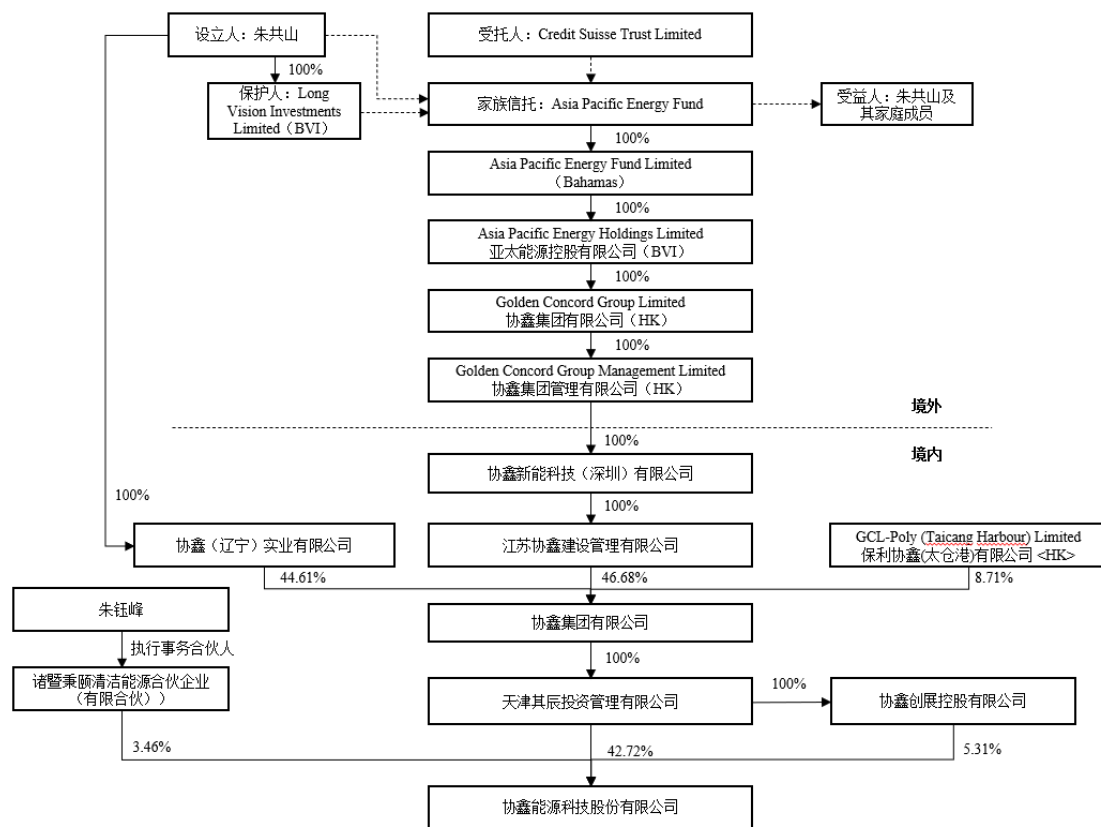 设立人：朱共山
受托人：Credit Suisse Trust Limited
100%
保护人：Long
Vision Investments
Limited（BVI）
家族信托：Asia Pacific Energy Fund
受益人：朱共山及
其家庭成员
100%
Asia Pacific Energy Fund Limited
（Bahamas）
100%
Asia Pacific Energy Holdings Limited
亚太能源控股有限公司（BVI）
100%
Golden Concord Group Limited
协鑫集团有限公司（HK）
100%
Golden Concord Group Management Limited
协鑫集团管理有限公司（HK）
境外
100%
境内
协鑫新能科技（深圳）有限公司
100%
100%
协鑫（辽宁）实业有限公司
江苏协鑫建设管理有限公司
GCL-Poly (Taicang Harbour) Limited
保利协鑫(太仓港)有限公司 <HK>
44.61%
46.68%
8.71%
朱钰峰
协鑫集团有限公司
执行事务合伙人
100%
诸暨秉颐清洁能源合伙企业
（有限合伙））
天津其辰投资管理有限公司
100%
协鑫创展控股有限公司
3.46%
42.72%
5.31%
协鑫能源科技股份有限公司